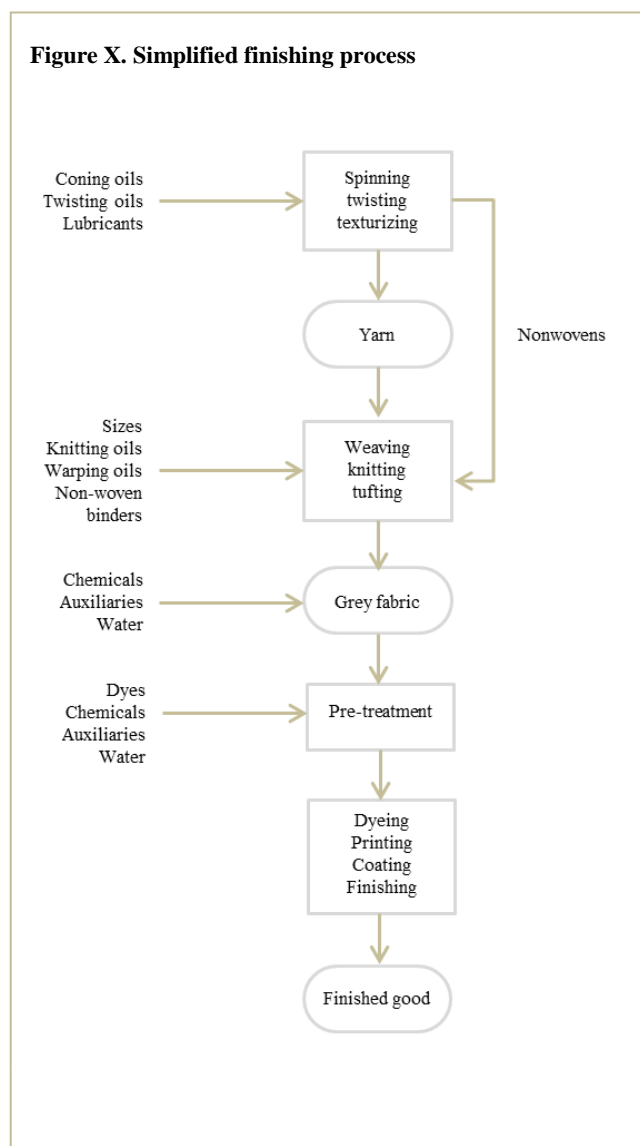 Figure X. Simplified finishing process
Coning oils
Twisting oils
Lubricants
Spinning
twisting
texturizing
Yarn
Nonwovens
Sizes
Knitting oils
Warping oils
Non-woven
binders
Weaving
knitting
tufting
Chemicals
Auxiliaries
Water
Grey fabric
Dyes
Chemicals
Auxiliaries
Water
Pre-treatment
Dyeing
Printing
Coating
Finishing
Finished good